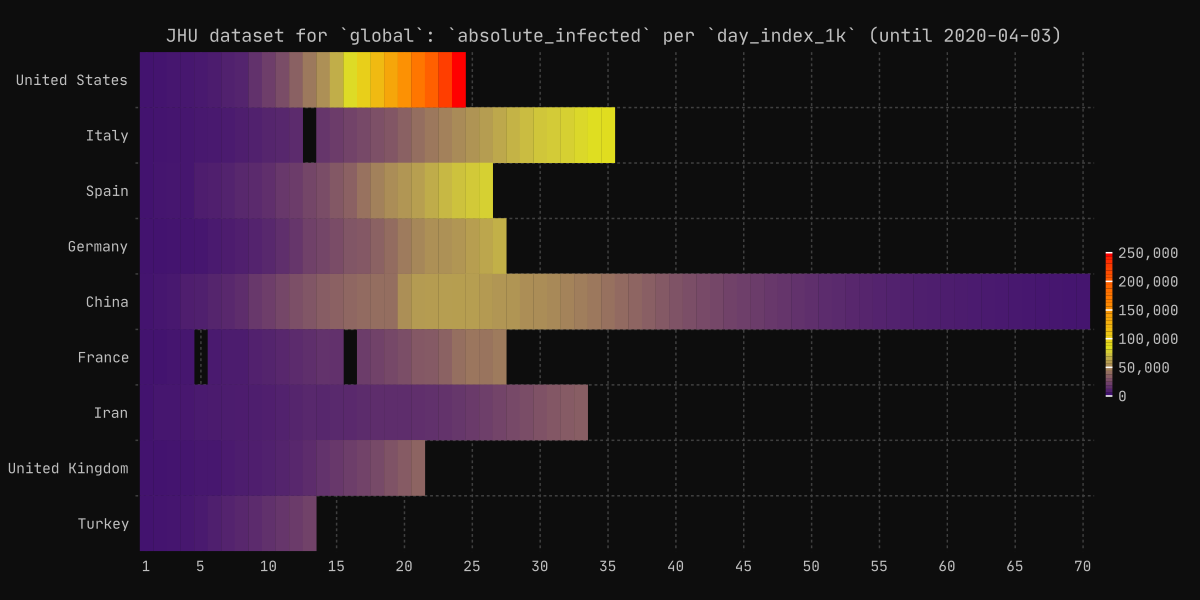 JHU dataset for `global`: `absolute_infected` per `day_index_1k` (until 2020-04-03)
United States
Italy
Spain
Germany
China
France
Iran
United Kingdom
Turkey
1 5 10 15 20 25 30 35 40 45 50 55 60 65 70
250,000
200,000
150,000
100,000
50,000
0